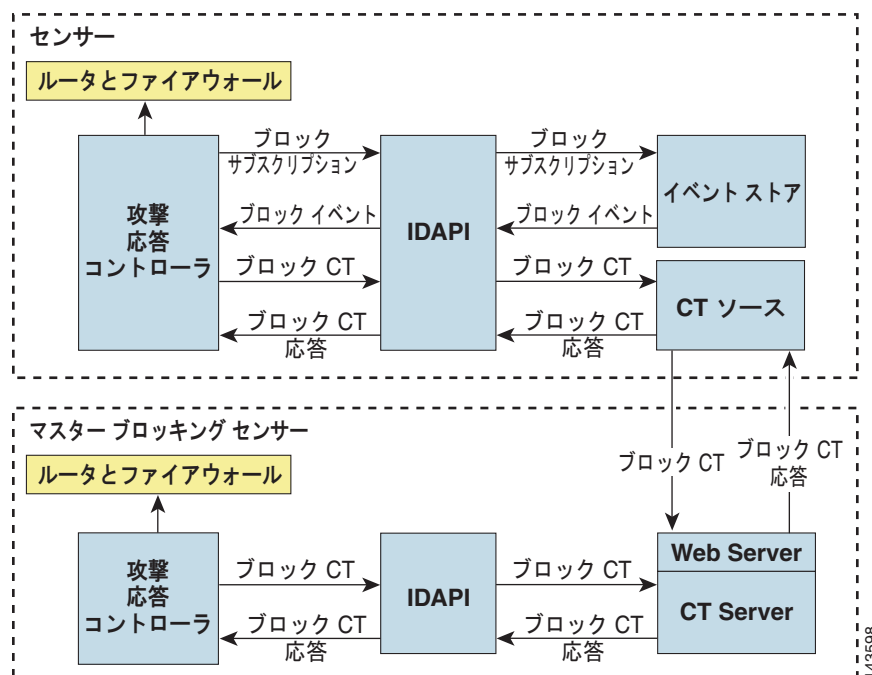 センサー
ルータとファイアウォール
攻撃
応答
コントローラ
ブロック
サブスクリプション
ブロック イベント
ブロック CT
ブロック CT
応答
IDAPI
ブロック
サブスクリプション
ブロック イベント
ブロック CT
ブロック CT
応答
イベント ストア
CT ソース
ブロック CT
ブロック CT
応答
マスター ブロッキング センサー
ルータとファイアウォール
攻撃
応答
コントローラ
ブロック CT
ブロック CT
応答
IDAPI
ブロック CT
ブロック CT
応答
Web Server
CT Server
143598